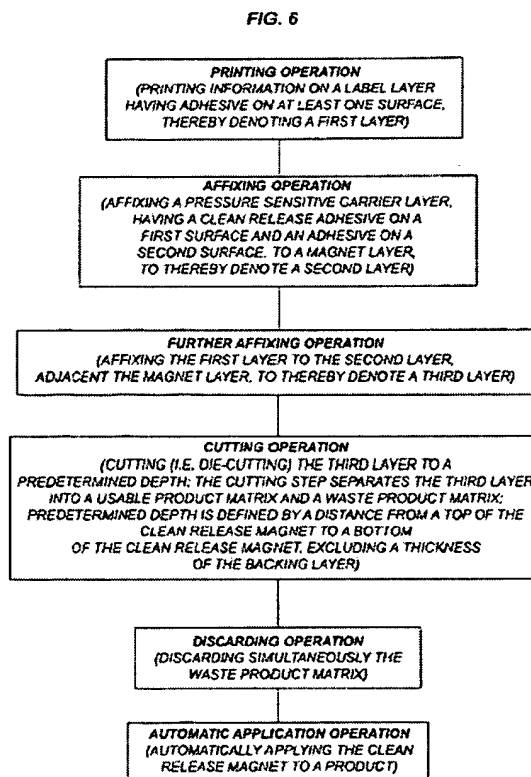 FIG. 6
PRINTING OPERATION
(PRINTING INFORMATION ON A LABEL LAYER
HAVING ADHESIVE ON AT LEAST ONE SURFACE,
THEREBY DENOTING A FIRST LAYER)
AFFIXING OPERATION
(AFFIXING A PRESSURE SENSITIVE CARRIER LAYER,
HAVING A CLEAN RELEASE ADHESIVE ON A
FIRST SURFACE AND AN ADHESIVE ON A
SECOND SURFACE, TO A MAGNET LAYER,
TO THEREBY DENOTE A SECOND LAYER)
FURTHER AFFIXING OPERATION
(AFFIXING THE FIRST LAYER TO THE SECOND LAYER,
ADJACENT THE MAGNET LAYER, TO THEREBY DENOTE A THIRD LAYER)
CUTTING OPERATION
(CUTTING (I.E. DIE-CUTTING) THE THIRD LAYER TO A
PREDETERMINED DEPTH; THE CUTTING STEP SEPARATES THE THIRD LAYER
INTO A USABLE PRODUCT MATRIX AND A WASTE PRODUCT MATRIX;
PREDETERMINED DEPTH IS DEFINED BY A DISTANCE FROM A TOP OF THE
CLEAN RELEASE MAGNET TO A BOTTOM
OF THE CLEAN RELEASE MAGNET, EXCLUDING A THICKNESS
OF THE BACKING LAYER)
DISCARDING OPERATION
(DISCARDING SIMULTANEOUSLY THE
WASTE PRODUCT MATRIX)
AUTOMATIC APPLICATION OPERATION
(AUTOMATICALLY APPLYING THE CLEAN
RELEASE MAGNET TO A PRODUCT)